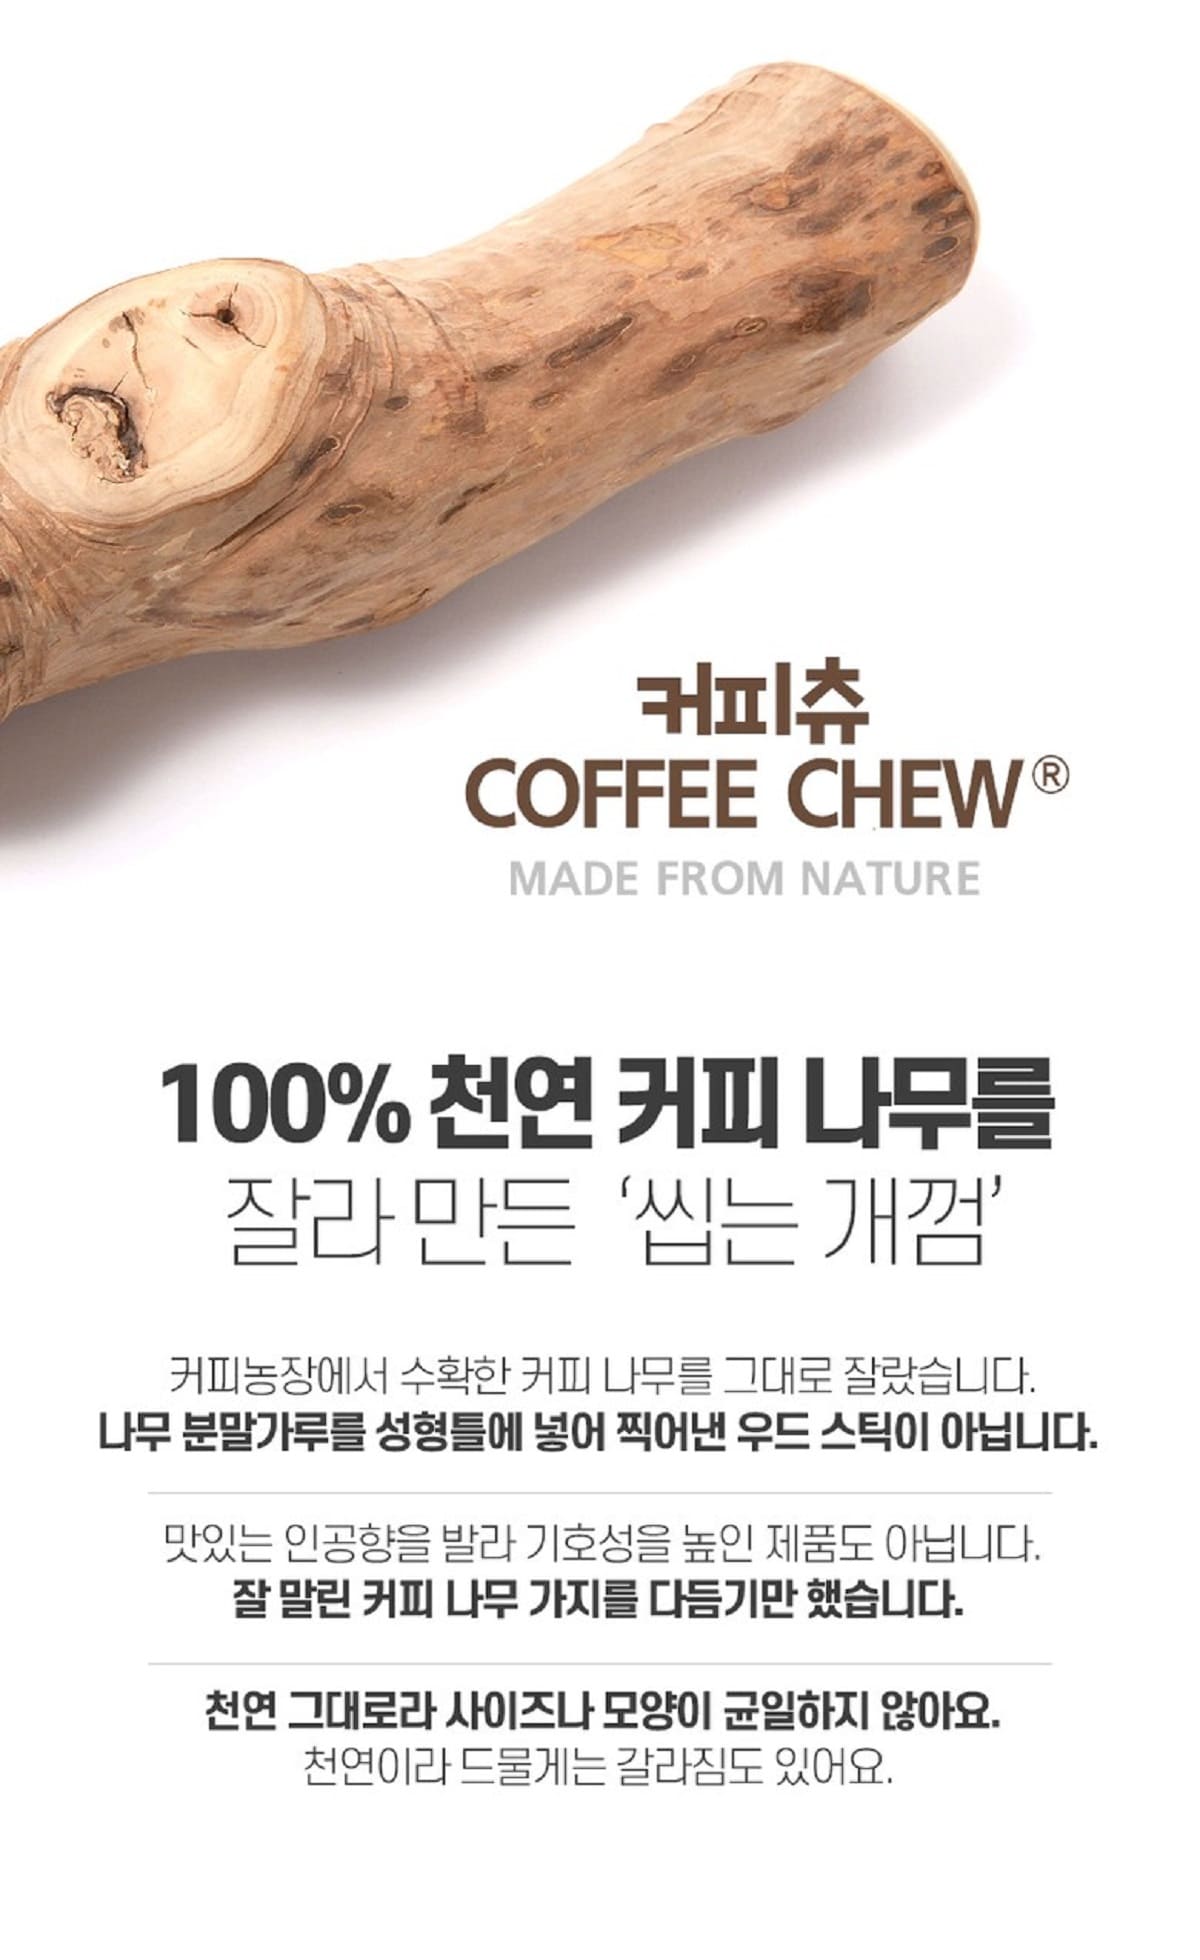 커피츄
COFFEE CHEW®
MADE FROM NATURE
100% 천연 커피 나무를
잘라 만든 ‘씹는 개껌’
커피농장에서 수확한 커피 나무를 그대로 잘랐습니다.
나무 분말가루를 성형틀에 넣어 찍어낸 우드 스틱이 아닙니다.
맛있는 인공향을 발라 기호성을 높인 제품도 아닙니다.
잘 말린 커피 나무 가지를 다듬기만 했습니다.
천연 그대로라 사이즈나 모양이 균일하지 않아요.
천연이라 드물게는 갈라짐도 있어요.